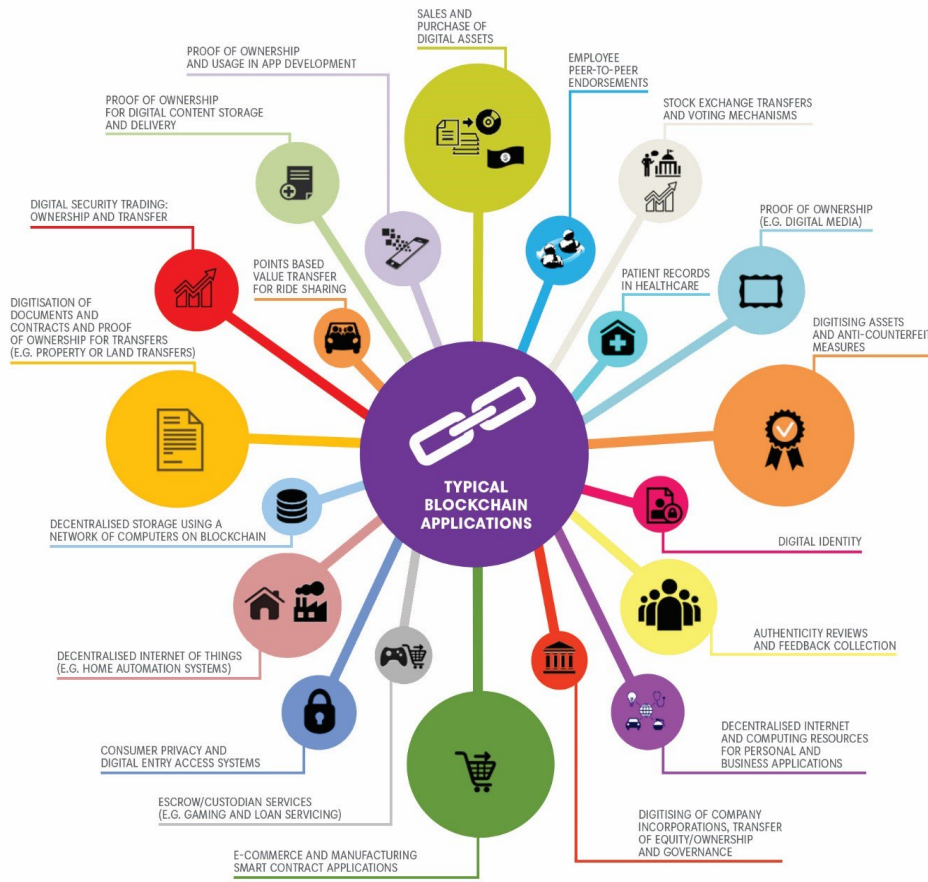 SALES AND
PURCHASE OF
DIGITAL ASSETS
PROOF OF OWNERSHIP
AND USAGE IN APP DEVELOPMENT
EMPLOYEE
PEER-TO-PEER
ENDORSEMENTS
PROOF OF OWNERSHIP
FOR DIGITAL CONTENT STORAGE
AND DELIVERY
STOCK EXCHANGE TRANSFERS
AND VOTING MECHANISMS
DIGITAL SECURITY TRADING:
OWNERSHIP AND TRANSFER
PROOF OF OWNERSHIP
(E.G. DIGITAL MEDIA)
POINTS BASED
VALUE TRANSFER
FOR RIDE SHARING
PATIENT RECORDS
IN HEALTHCARE
DIGITISATION OF
DOCUMENTS AND
CONTRACTS AND PROOF
OF OWNERSHIP FOR TRANSFERS
(E.G. PROPERTY OR LAND TRANSFERS)
DIGITISING ASSETS
AND ANTI-COUNTERFEIT
MEASURES
TYPICAL
BLOCKCHAIN
APPLICATIONS
DECENTRALISED STORAGE USING A
NETWORK OF COMPUTERS ON BLOCKCHAIN
DIGITAL IDENTITY
DECENTRALISED INTERNET OF THINGS
(E.G. HOME AUTOMATION SYSTEMS)
AUTHENTICITY REVIEWS
AND FEEDBACK COLLECTION
CONSUMER PRIVACY AND
DIGITAL ENTRY ACCESS SYSTEMS
DECENTRALISED INTERNET
AND COMPUTING RESOURCES
FOR PERSONAL AND
BUSINESS APPLICATIONS
ESCROW/CUSTODIAN SERVICES
(E.G. GAMING AND LOAN SERVICING)
DIGITISING OF COMPANY
INCORPORATIONS, TRANSFER
OF EQUITY/OWNERSHIP
AND GOVERNANCE
E-COMMERCE AND MANUFACTURING
SMART CONTRACT APPLICATIONS